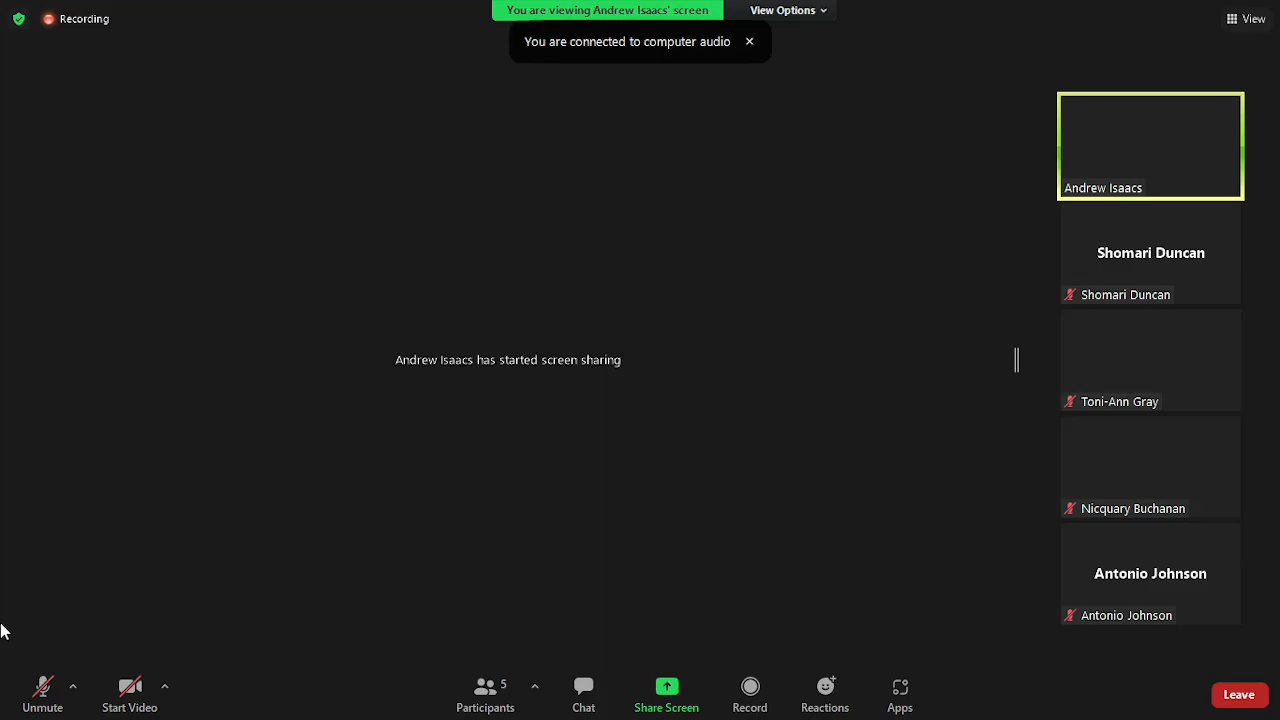 Recording
You are viewing Andrew Isaacs' screen
View Options
View
You are connected to computer audio
Andrew Isaacs
Shomari Duncan
Shomari Duncan
Andrew Isaacs has started screen sharing
Toni-Ann Gray
Nicquary Buchanan
Antonio Johnson
Antonio Johnson
Unmute
Start Video
5
Participants
Chat
Share Screen
Record
Reactions
Apps
Leave